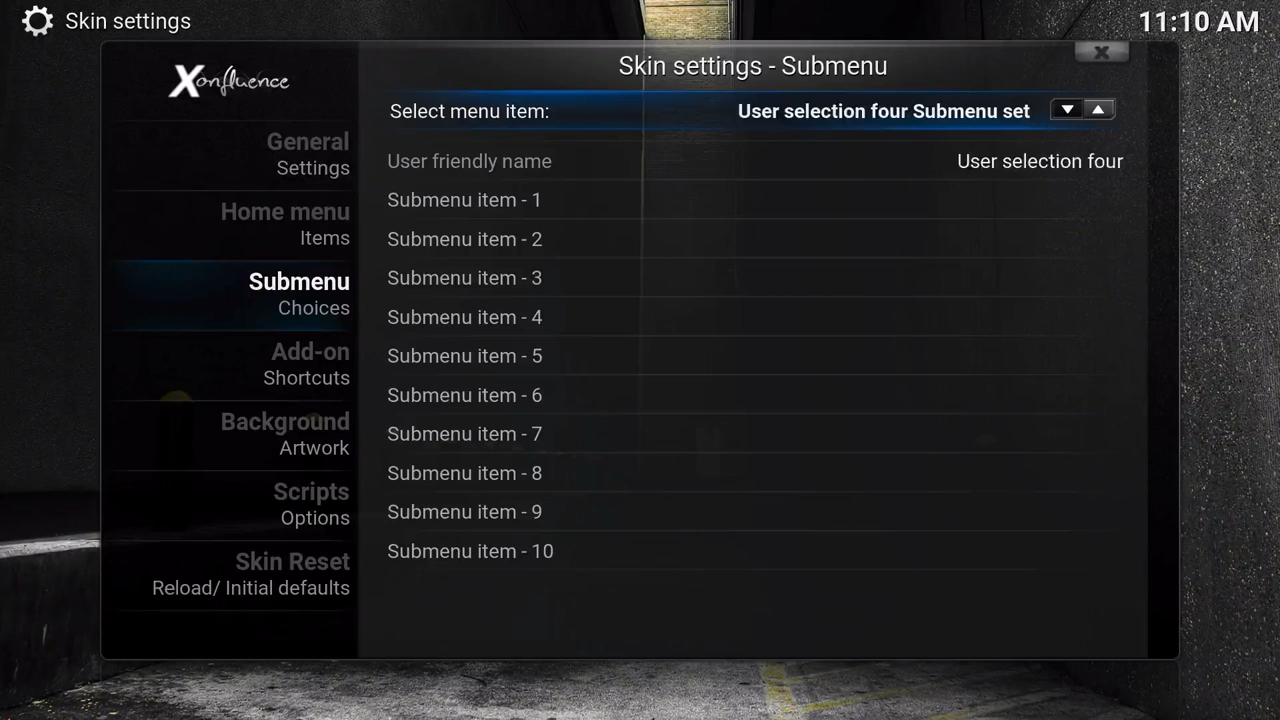 Skin settings
11:10 AM
Xonfluence
Skin settings - Submenu
Select menu item: User selection four Submenu set
General
Settings
Home menu
Items
Submenu
Choices
Add-on
Shortcuts
Background
Artwork
Scripts
Options
Skin Reset
Reload/ Initial defaults
User friendly name User selection four
Submenu item - 1
Submenu item - 2
Submenu item - 3
Submenu item - 4
Submenu item - 5
Submenu item - 6
Submenu item - 7
Submenu item - 8
Submenu item - 9
Submenu item - 10